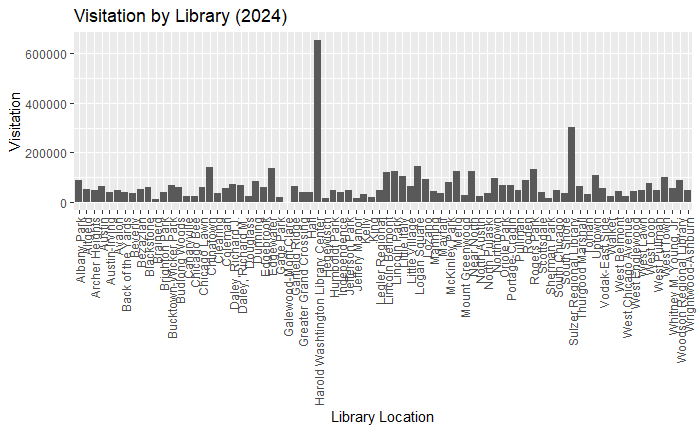 Visitation by Library (2024)
Visitation
600000
400000
200000
0
Albany Park
Altgeld
Archer Heights
Austin
Austin-Irving
Avalon
Back of the Yards
Beverly
Bezazian
Blackstone
Brainerd
Brighton Park
Bucktown-Wicker Park
Budlong Woods
Canaryville
Chicago Bee
Chicago Lawn
Chinatown
Clearing
Coleman
Daley, Richard J.
Daley, Richard M.
Douglass
Dunning
Edgebrook
Edgewater
Gage Park
Galewood-Mont Clare
Garfield Ridge
Greater Grand Crossing
Hall
Harold Washtington Library Center
Hegewisch
Humboldt Park
Independence
Jefferson Park
Jeffery Manor
Kelly
King
Legler Regional
Lincoln Belmont
Lincoln Park
Little Italy
Little Village
Logan Square
Lozano
Manning
Mayfair
McKinley Park
Merlo
Mount Greenwood
Near North
North Austin
North Pulaski
Northtown
Oriole Park
Portage-Cragin
Pullman
Roden
Rogers Park
Scottsdale
Sherman Park
South Chicago
South Shore
Sulzer Regional Library
Thurgood Marshall
Toman
Uptown
Vodak-East Side
Walker
West Belmont
West Chicago Avenue
West Englewood
West Lawn
West Loop
West Pullman
West Town
Whitney M. Young, Jr.
Woodson Regional Library
Wrightwood-Ashburn
Library Location